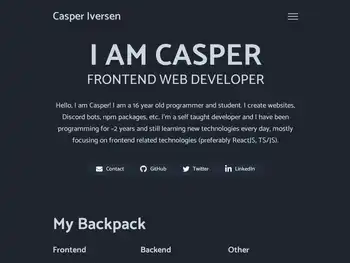 Casper Iversen
I AM CASPER
FRONTEND WEB DEVELOPER
Hello, I am Casper! I am a 16 year old programmer and student. I create websites,
Discord bots, npm packages, etc. I'm a self taught developer and I have been
programming for ~2 years and still learning new technologies every day, mostly
focusing on frontend related technologies (preferably ReactJS, TS/JS).
Contact GitHub Twitter LinkedIn
My Backpack
Frontend Backend Other